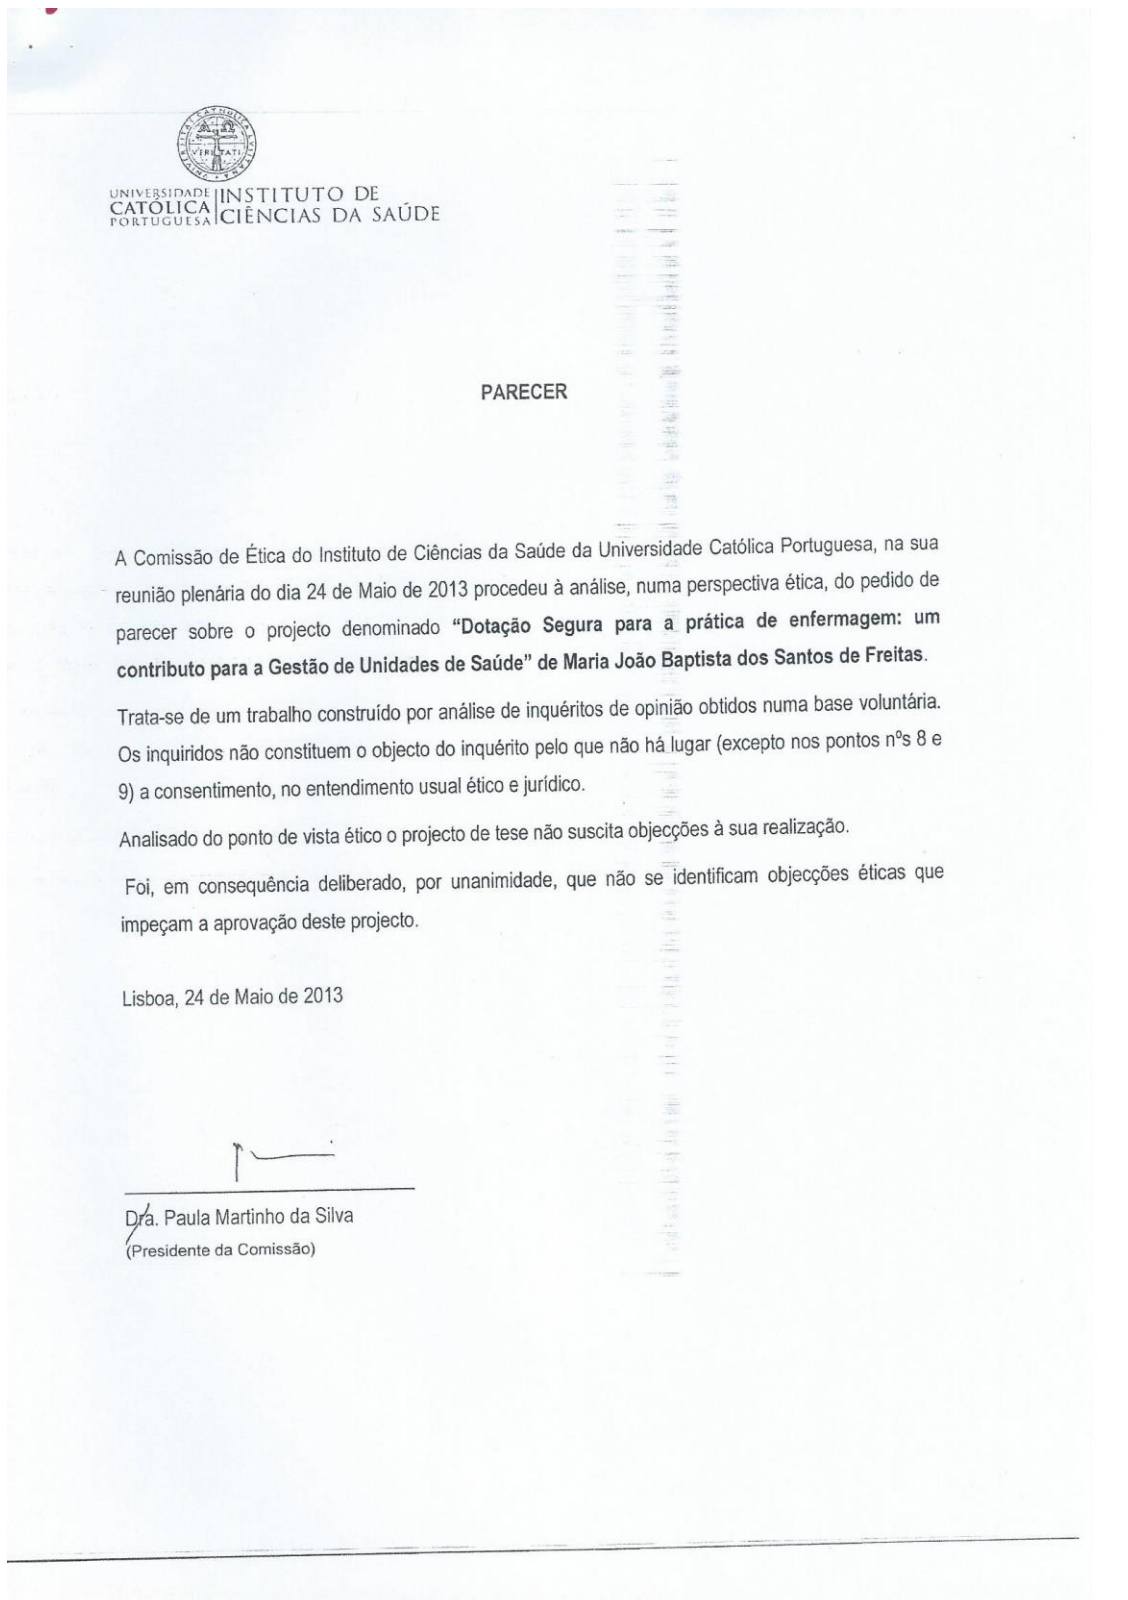 UNIVERSITAS CATHOLICA LVSITANA
Α Ω
VERITATI
UNIVERSIDADE
CATÓLICA
PORTUGUESA
INSTITUTO DE
CIÊNCIAS DA SAÚDE
PARECER
A Comissão de Ética do Instituto de Ciências da Saúde da Universidade Católica Portuguesa, na sua
reunião plenária do dia 24 de Maio de 2013 procedeu à análise, numa perspectiva ética, do pedido de
parecer sobre o projecto denominado “Dotação Segura para a prática de enfermagem: um
contributo para a Gestão de Unidades de Saúde” de Maria João Baptista dos Santos de Freitas.
Trata-se de um trabalho construído por análise de inquéritos de opinião obtidos numa base voluntária.
Os inquiridos não constituem o objecto do inquérito pelo que não há lugar (excepto nos pontos nºs 8 e
9) a consentimento, no entendimento usual ético e jurídico.
Analisado do ponto de vista ético o projecto de tese não suscita objecções à sua realização.
Foi, em consequência deliberado, por unanimidade, que não se identificam objecções éticas que
impeçam a aprovação deste projecto.
Lisboa, 24 de Maio de 2013
Dra. Paula Martinho da Silva
(Presidente da Comissão)